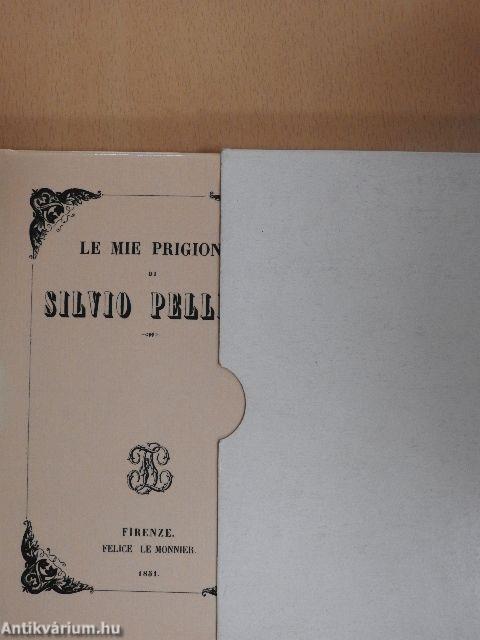 LE MIE PRIGION
DI
SILVIO PELL
FIRENZE.
FELICE LE MONNIER.
1851.
Antikvárium.hu